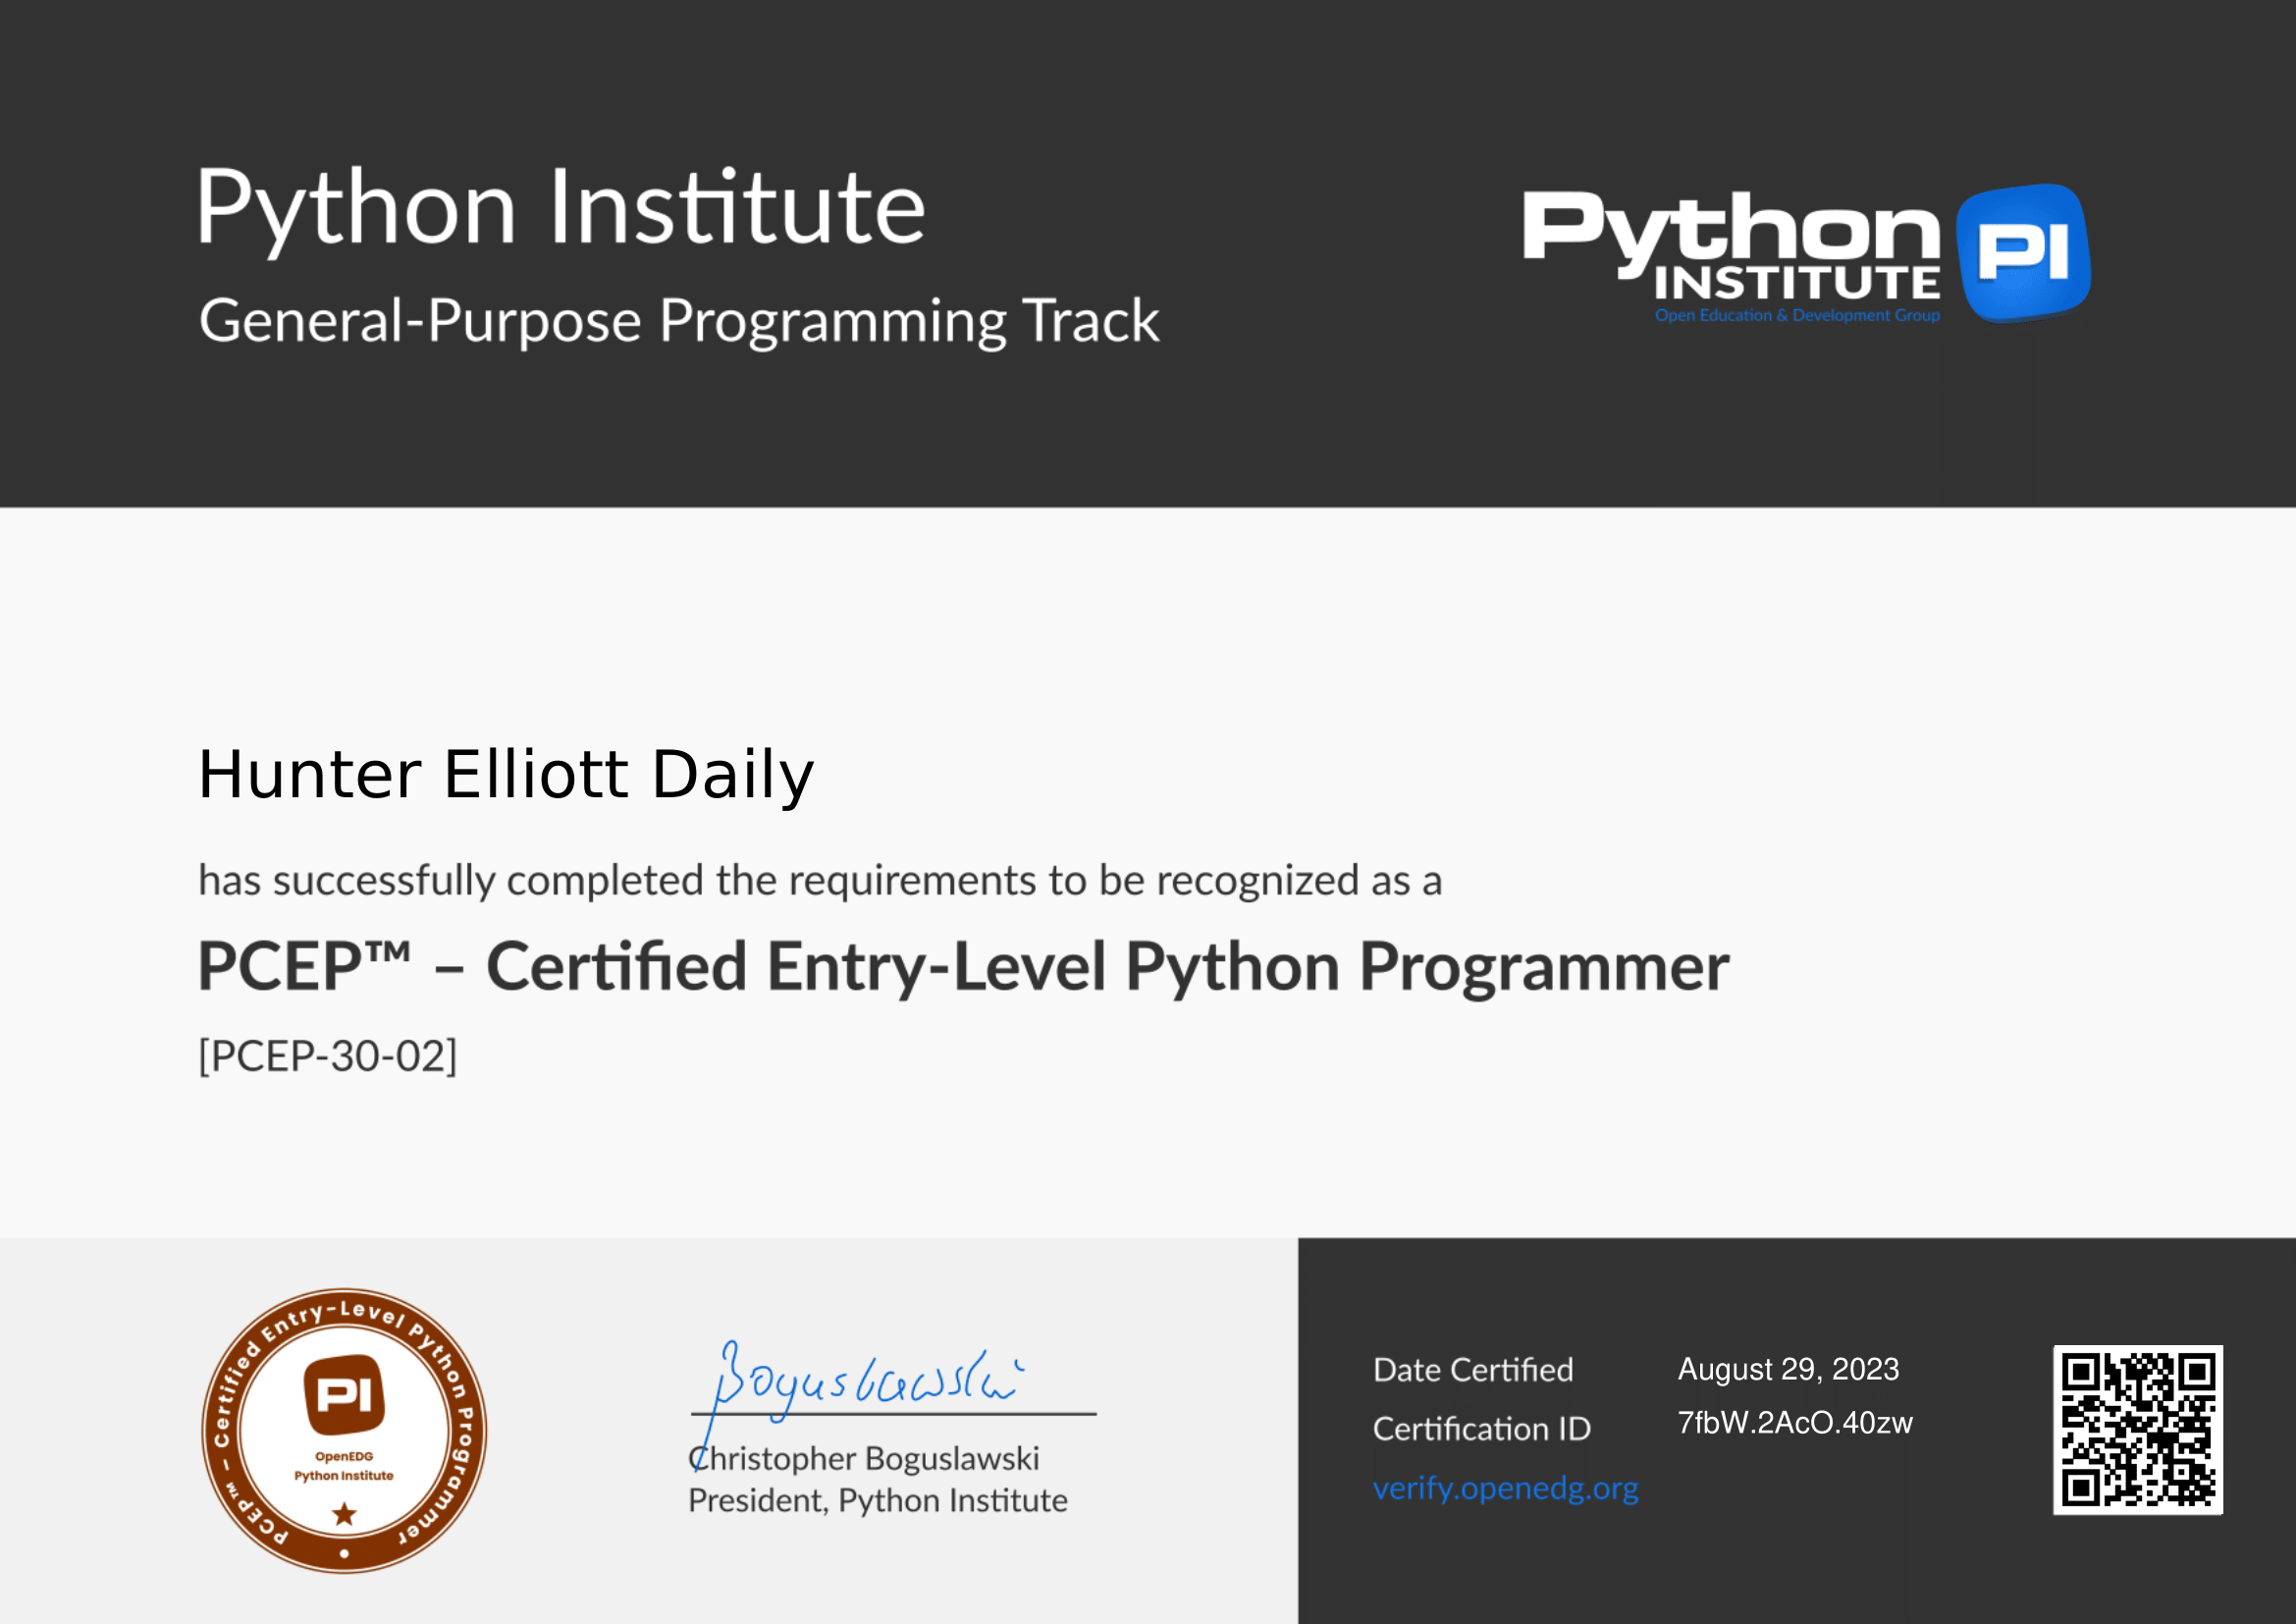 Python Institute
General-Purpose Programming Track
Python
INSTITUTE
Open Education & Development Group
PI
Hunter Elliott Daily
has successfully completed the requirements to be recognized as a
PCEP™ – Certified Entry-Level Python Programmer
[PCEP-30-02]
PCEP™ – Certified Entry-Level Python Programmer
PI
OpenEDG
Python Institute
Boguslawski
Christopher Boguslawski
President, Python Institute
Date Certified August 29, 2023
Certification ID 7fbW.2AcO.40zw
verify.openedg.org